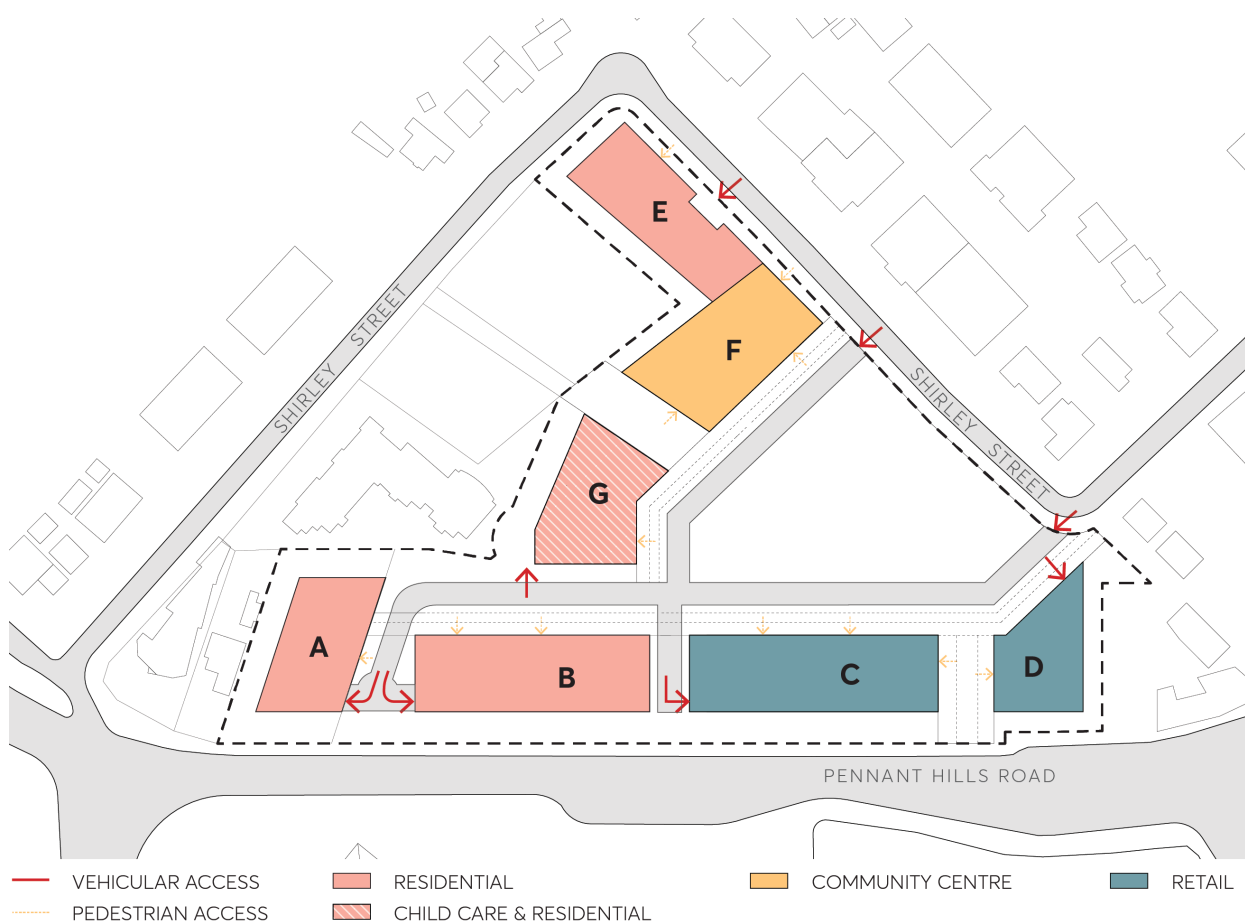 E
F
SHIRLEY STREET
SHIRLEY STREET
G
A
B
C
D
PENNANT HILLS ROAD
VEHICULAR ACCESS
RESIDENTIAL
COMMUNITY CENTRE
RETAIL
PEDESTRIAN ACCESS
CHILD CARE & RESIDENTIAL